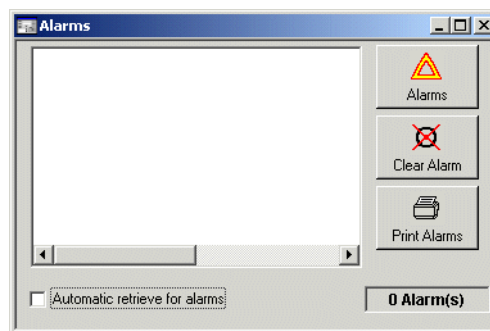 Alarms
Alarms
Clear Alarm
Print Alarms
Automatic retrieve for alarms
0 Alarm(s)